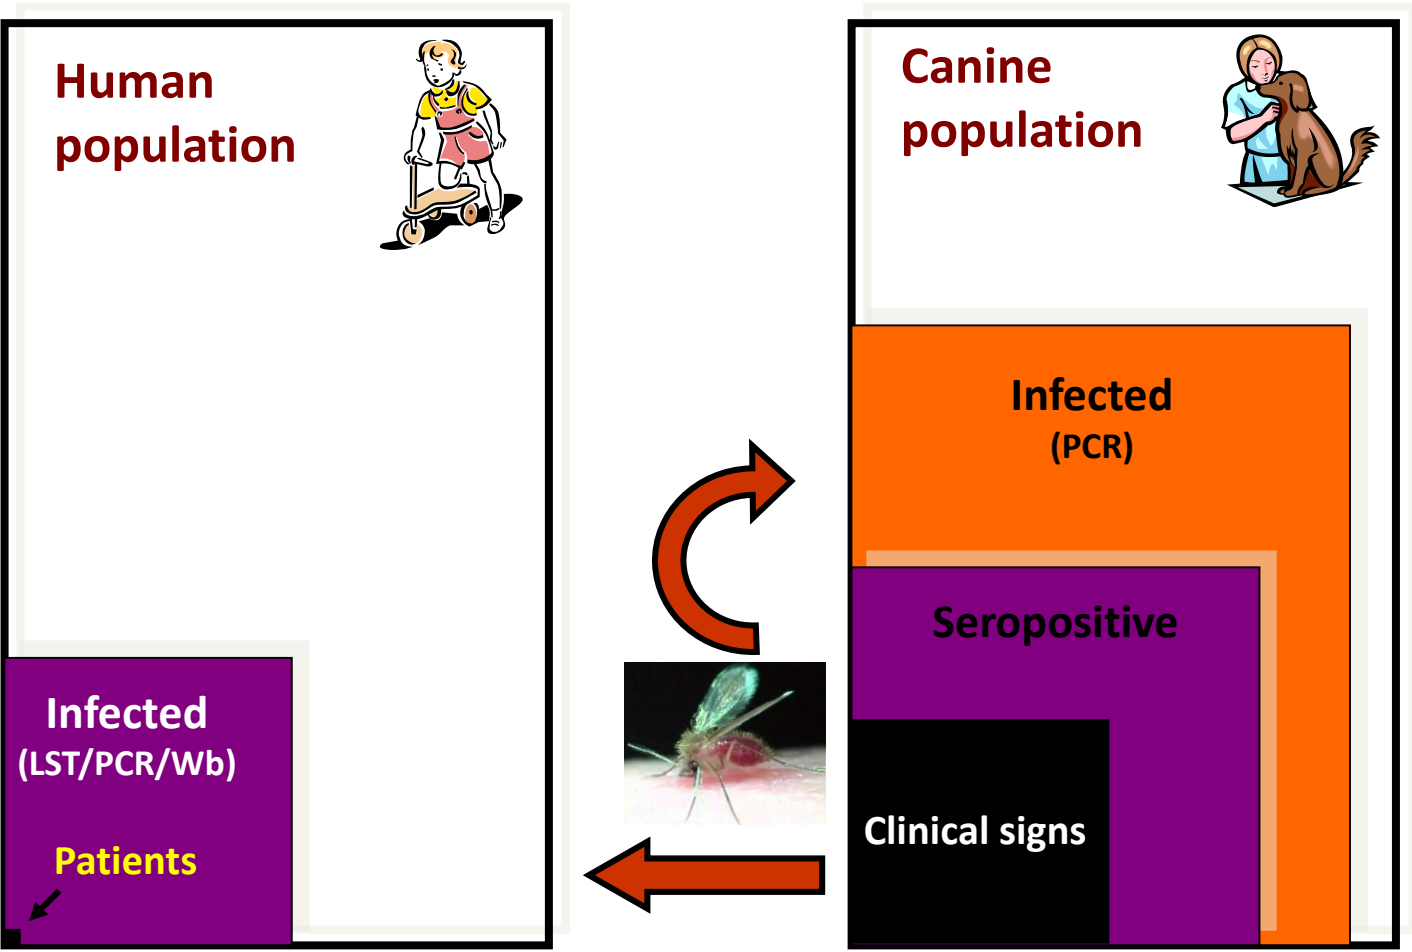 Human
population
Infected
(LST/PCR/Wb)
Patients
Canine
population
Infected
(PCR)
Seropositive
Clinical signs